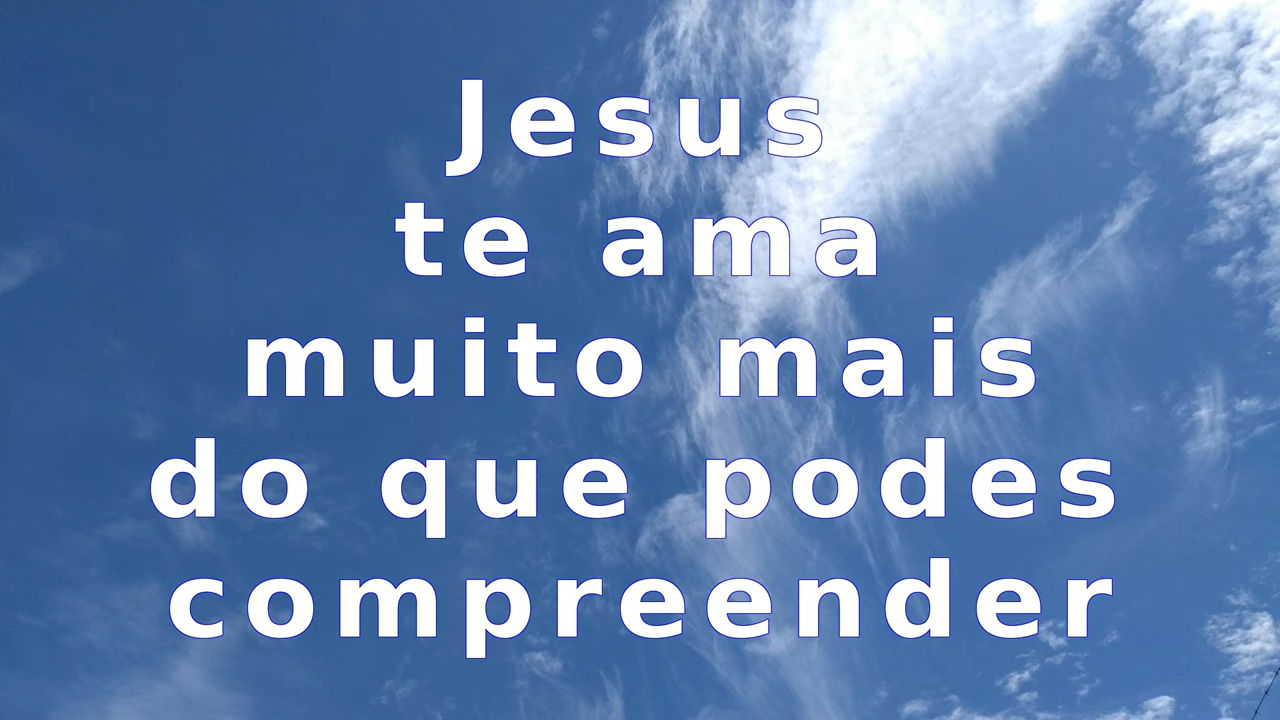 Jesus
te ama
muito mais
do que podes
compreender